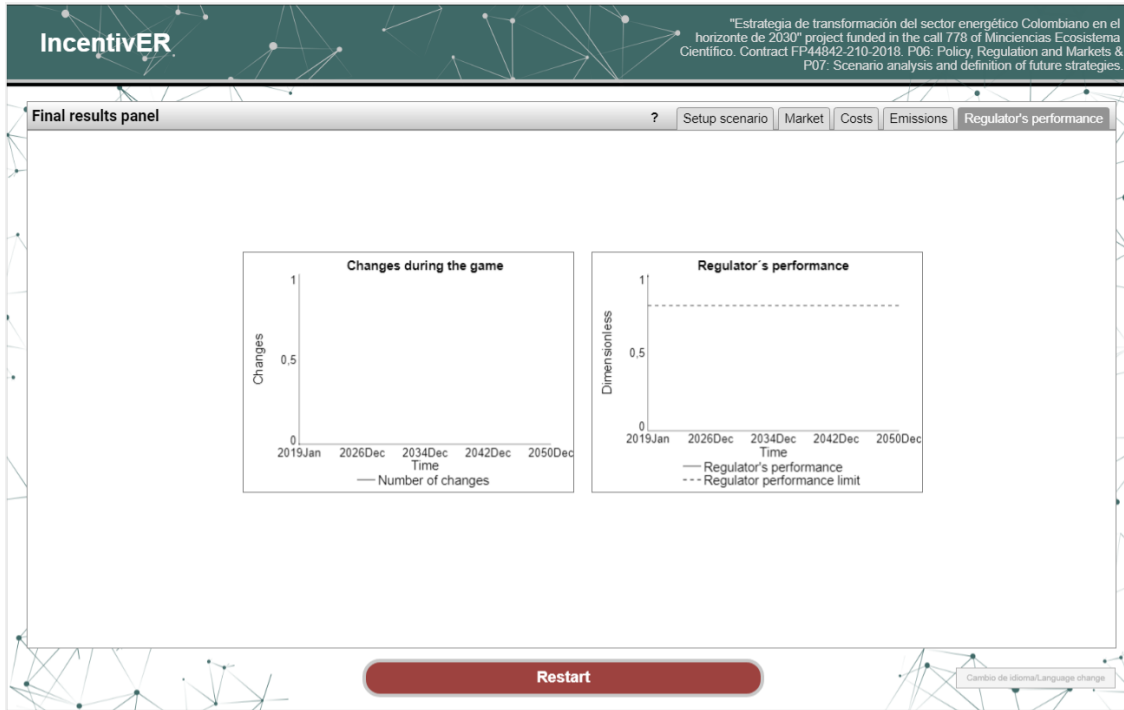 IncentivER
"Estrategia de transformación del sector energético Colombiano en el
horizonte de 2030" project funded in the call 778 of Minciencias Ecosistema
Científico. Contract FP44842-210-2018. P06: Policy, Regulation and Markets &
P07: Scenario analysis and definition of future strategies.
Final results panel
? Setup scenario Market Costs Emissions Regulator's performance
Changes during the game
Changes
1
0,5
0
2019Jan 2026Dec 2034Dec 2042Dec 2050Dec
Time
Number of changes
Regulator´s performance
Dimensionless
1
0,5
0
2019Jan 2026Dec 2034Dec 2042Dec 2050Dec
Time
Regulator's performance
Regulator performance limit
Restart
Cambio de idioma/Language change